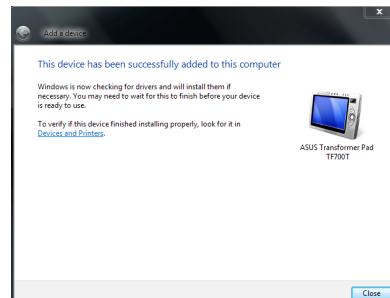 Add a device
This device has been successfully added to this computer
Windows is now checking for drivers and will install them if
necessary. You may need to wait for this to finish before your device
is ready to use.
To verify if this device finished installing properly, look for it in
Devices and Printers.
ASUS Transformer Pad
TF700T
Close